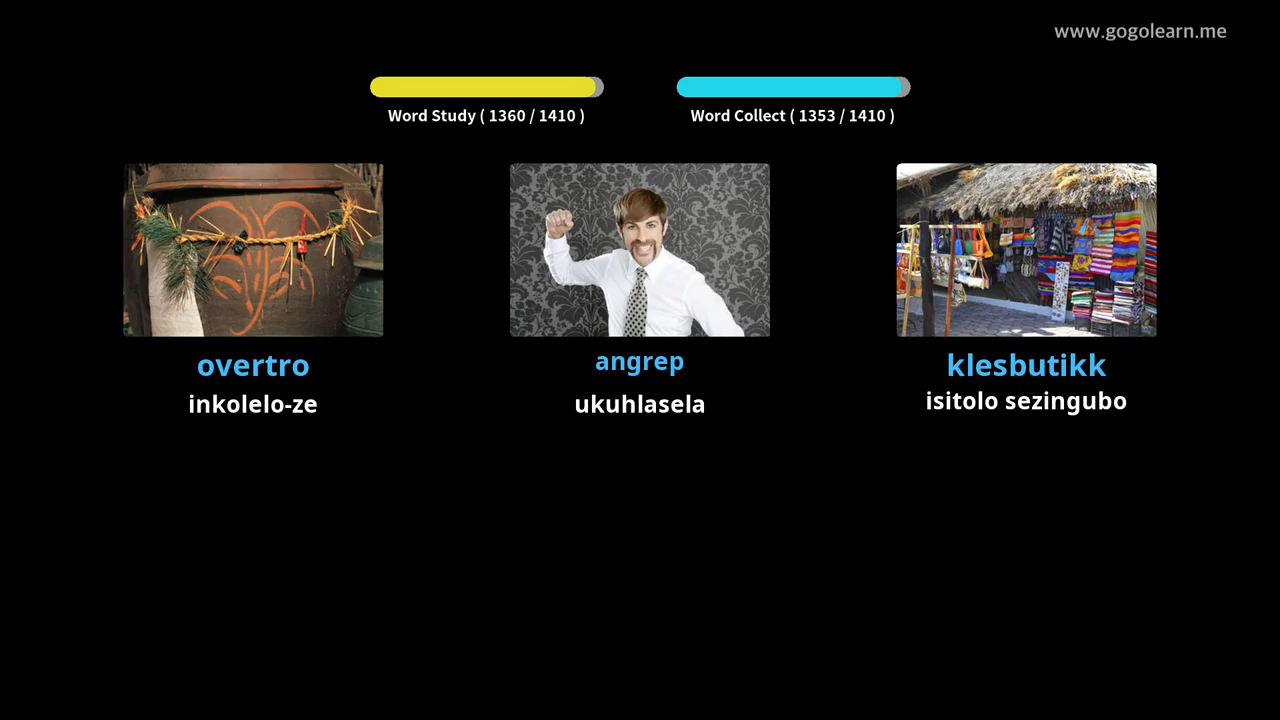 www.gogolearn.me
Word Study ( 1360 / 1410 )
Word Collect ( 1353 / 1410 )
overtro
inkolelo-ze
angrep
ukuhlasela
klesbutikk
isitolo sezingubo